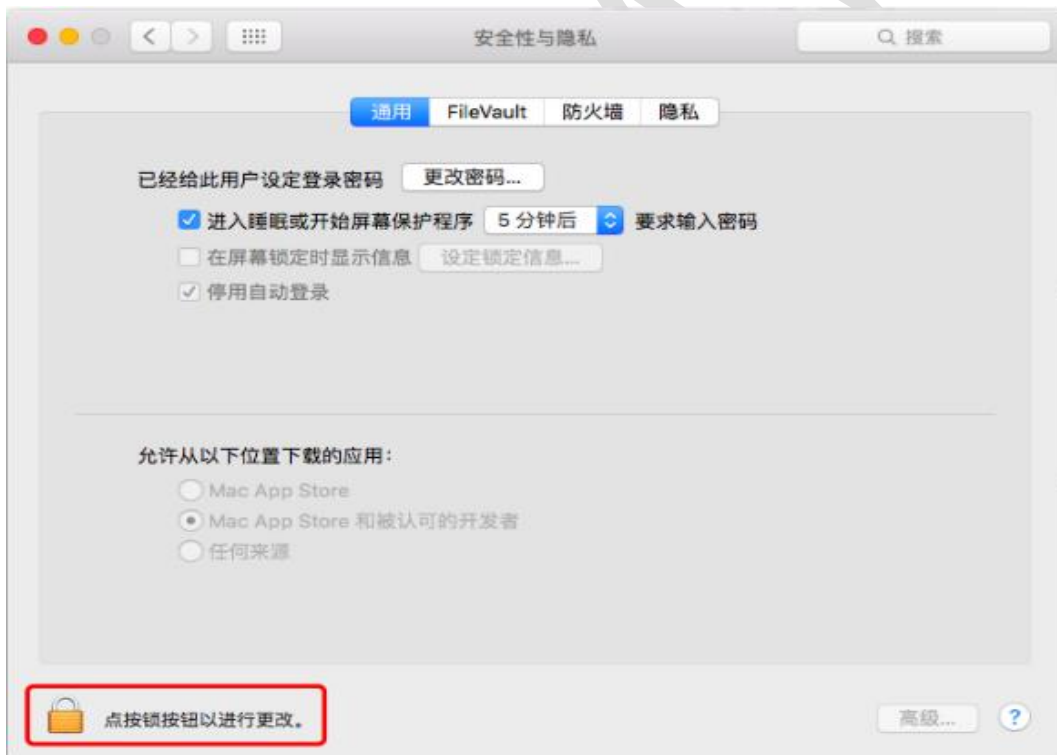 安全性与隐私
搜索
通用 FileVault 防火墙 隐私
已经给此用户设定登录密码 更改密码...
进入睡眠或开始屏幕保护程序 5 分钟后 要求输入密码
在屏幕锁定时显示信息 设定锁定信息...
停用自动登录
允许从以下位置下载的应用：
Mac App Store
Mac App Store 和被认可的开发者
任何来源
点按锁按钮以进行更改。
高级... ?